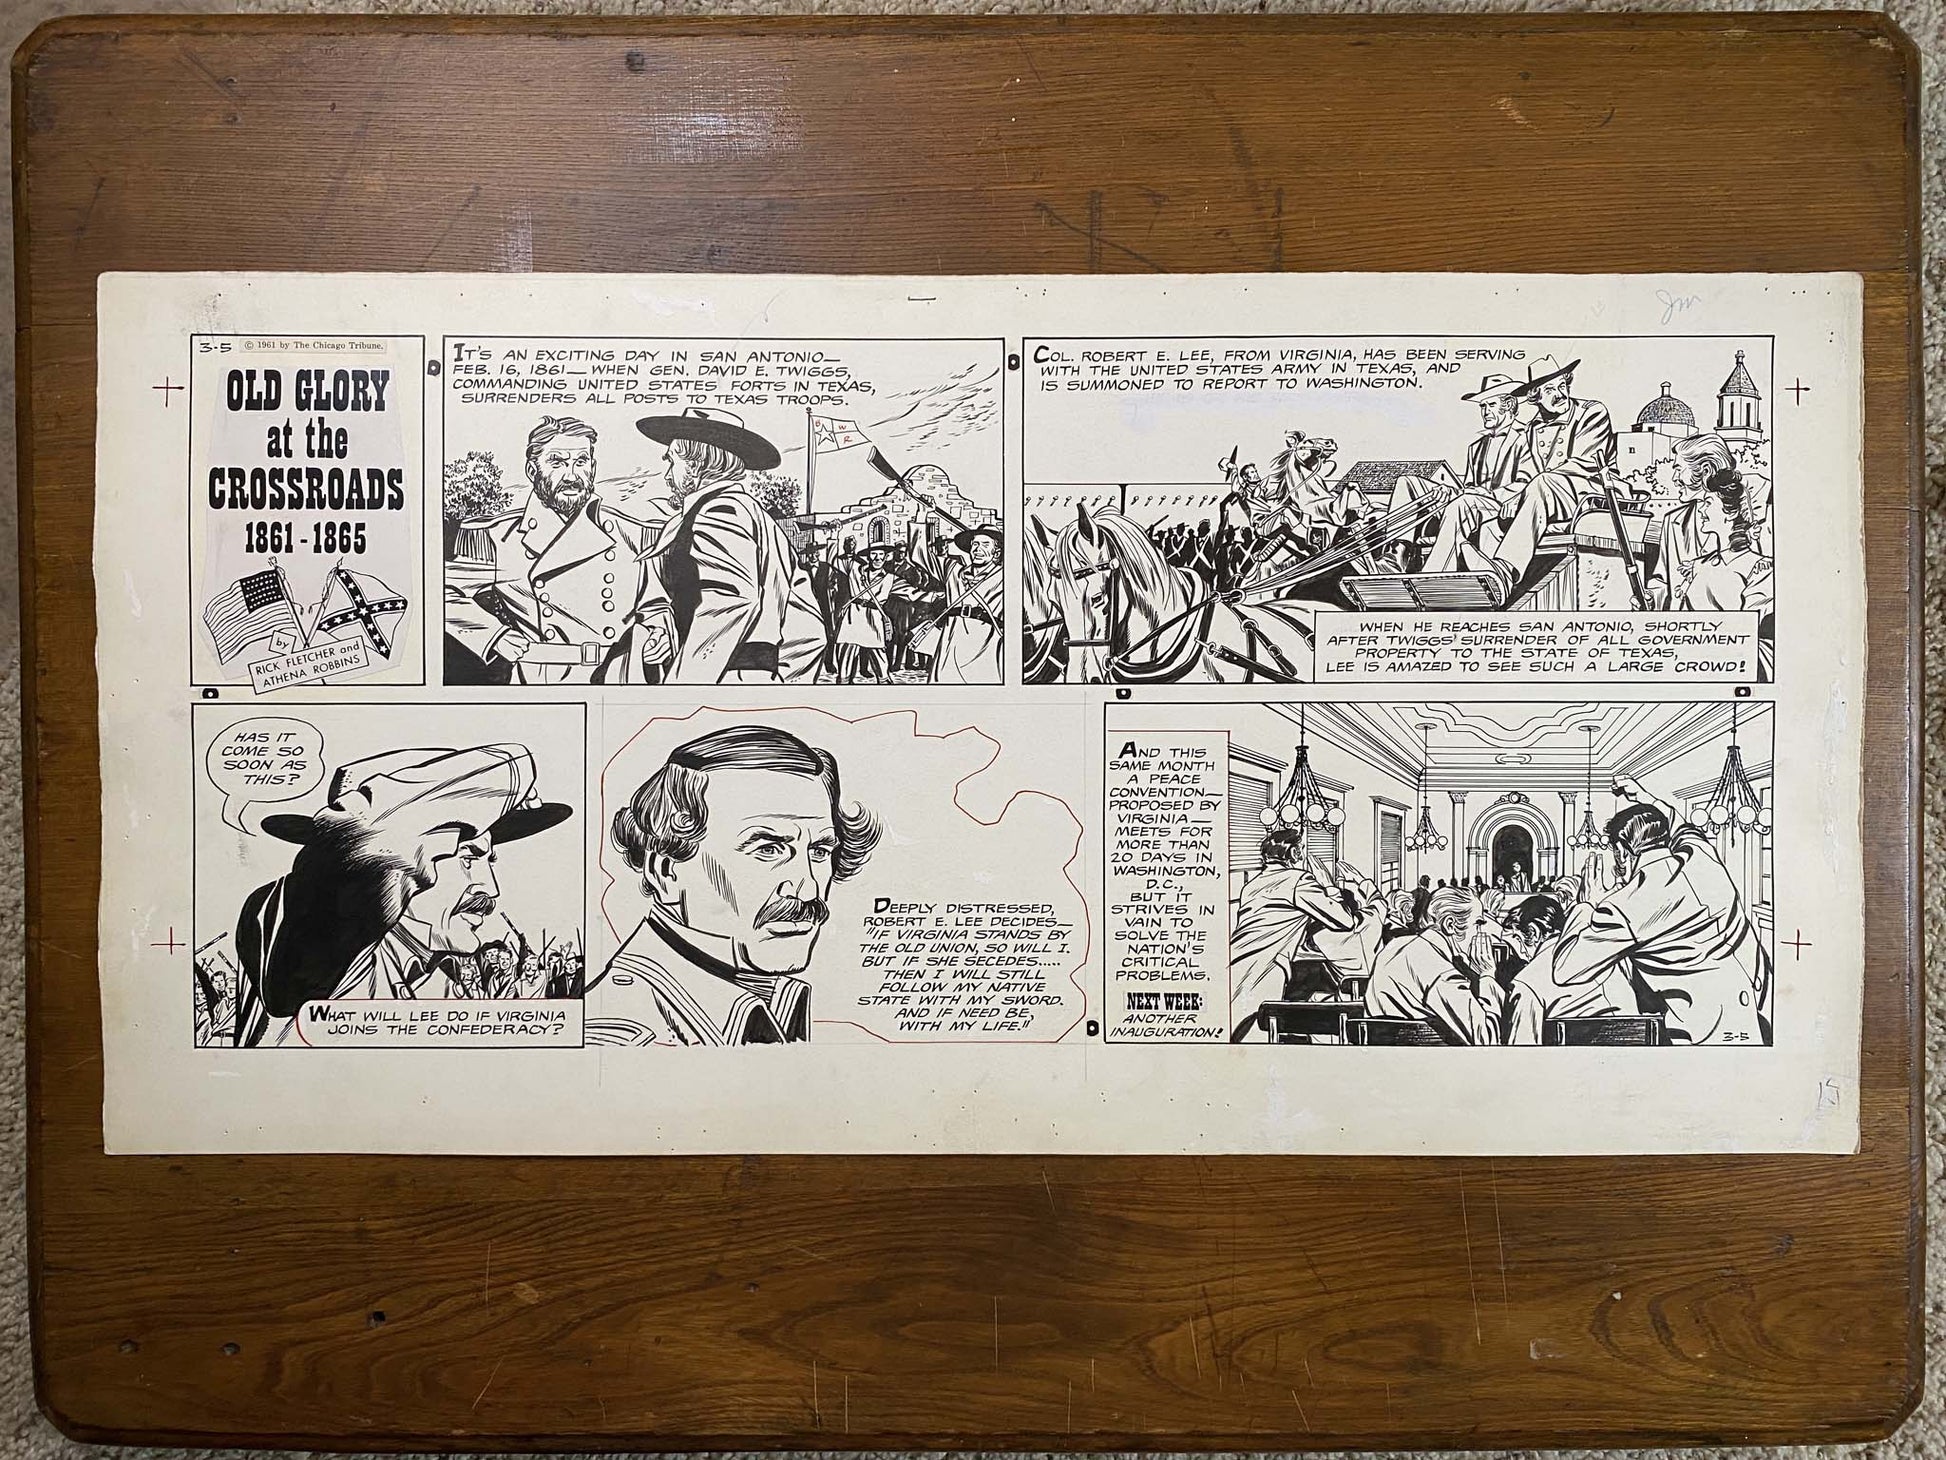 3-5 © 1961 by The Chicago Tribune.
OLD GLORY
at the
CROSSROADS
1861 - 1865
by
RICK FLETCHER and
ATHENA ROBBINS
IT'S AN EXCITING DAY IN SAN ANTONIO—
FEB. 16, 1861— WHEN GEN. DAVID E. TWIGGS,
COMMANDING UNITED STATES FORTS IN TEXAS,
SURRENDERS ALL POSTS TO TEXAS TROOPS.
B W
R
COL. ROBERT E. LEE, FROM VIRGINIA, HAS BEEN SERVING
WITH THE UNITED STATES ARMY IN TEXAS, AND
IS SUMMONED TO REPORT TO WASHINGTON.
WHEN HE REACHES SAN ANTONIO, SHORTLY
AFTER TWIGGS' SURRENDER OF ALL GOVERNMENT
PROPERTY TO THE STATE OF TEXAS,
LEE IS AMAZED TO SEE SUCH A LARGE CROWD!
HAS IT
COME SO
SOON AS
THIS?
WHAT WILL LEE DO IF VIRGINIA
JOINS THE CONFEDERACY?
DEEPLY DISTRESSED,
ROBERT E. LEE DECIDES—
"IF VIRGINIA STANDS BY
THE OLD UNION, SO WILL I.
BUT IF SHE SECEDES.....
THEN I WILL STILL
FOLLOW MY NATIVE
STATE WITH MY SWORD.
AND IF NEED BE,
WITH MY LIFE."
AND THIS
SAME MONTH
A PEACE
CONVENTION—
PROPOSED BY
VIRGINIA—
MEETS FOR
MORE THAN
20 DAYS IN
WASHINGTON,
D.C.,
BUT IT
STRIVES IN
VAIN TO
SOLVE THE
NATION'S
CRITICAL
PROBLEMS.
NEXT WEEK:
ANOTHER
INAUGURATION!
3-5